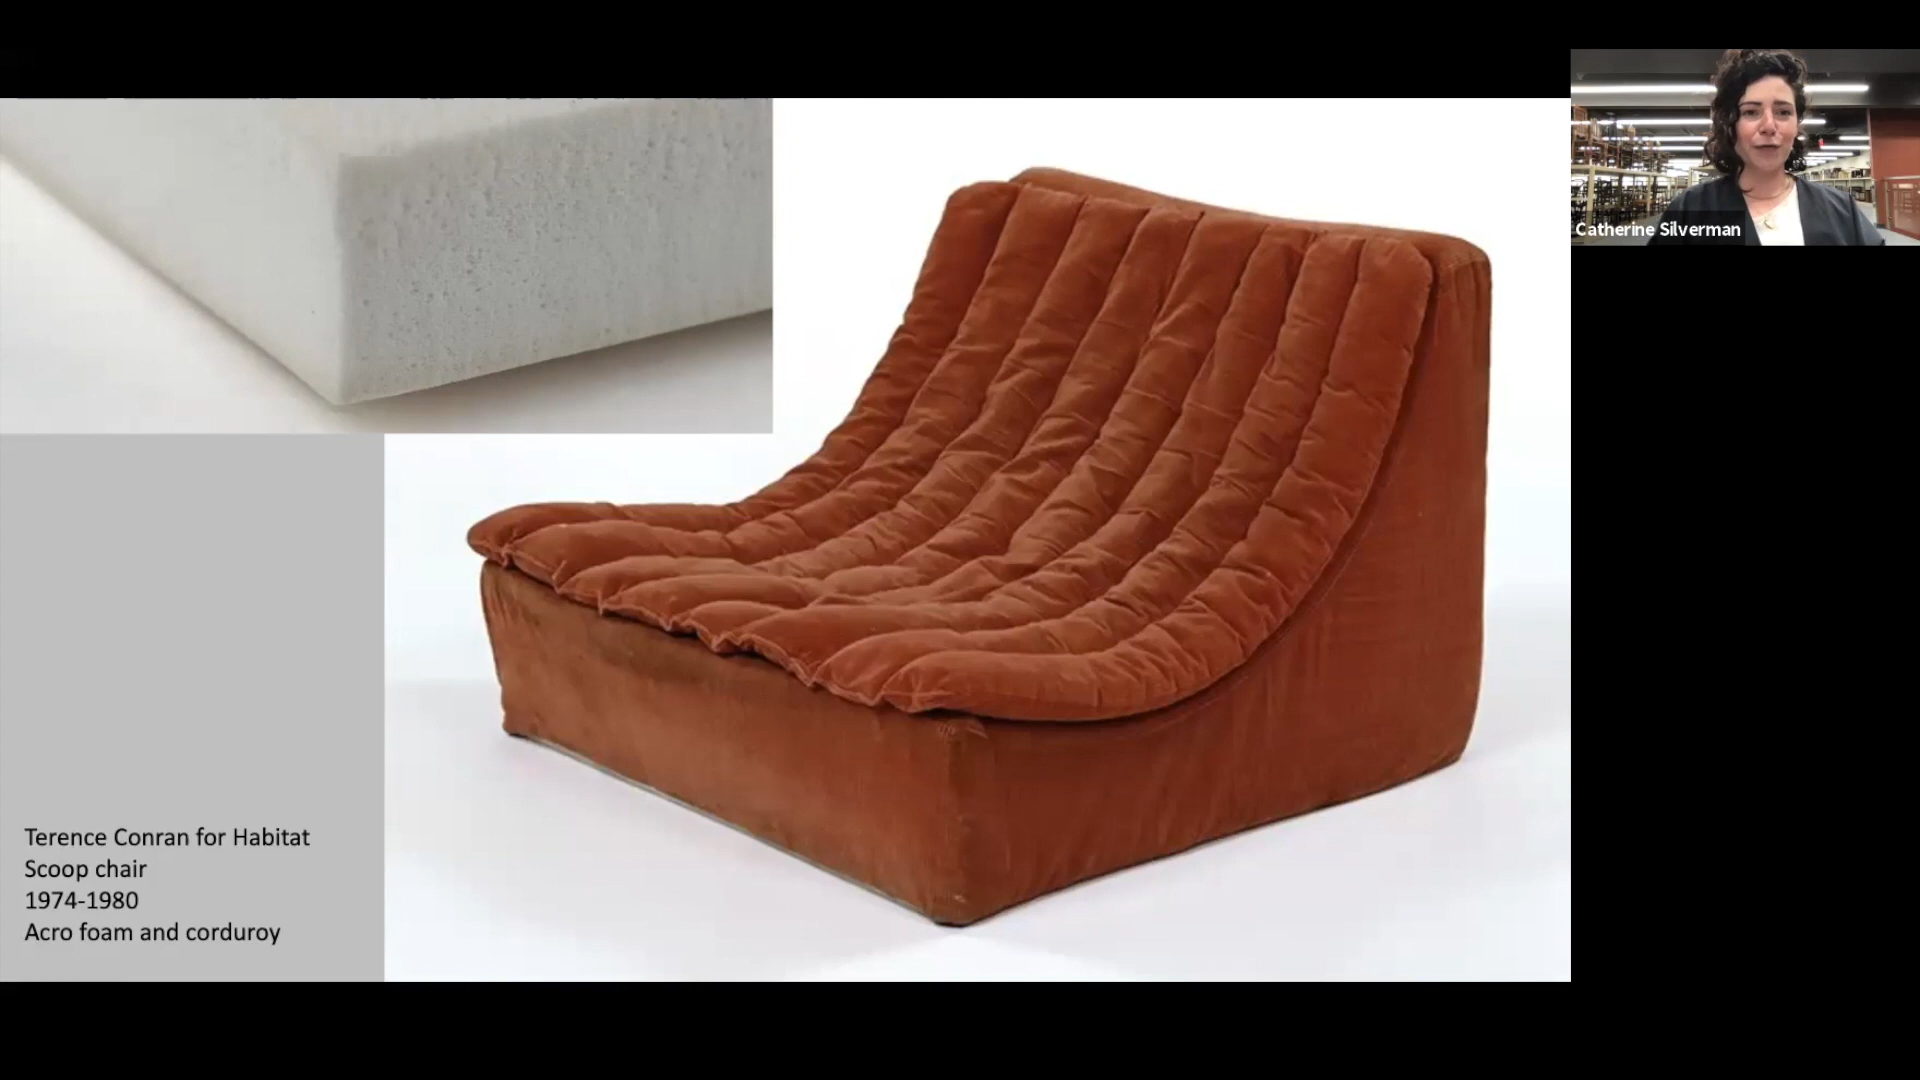 Catherine Silverman
Terence Conran for Habitat
Scoop chair
1974-1980
Acro foam and corduroy